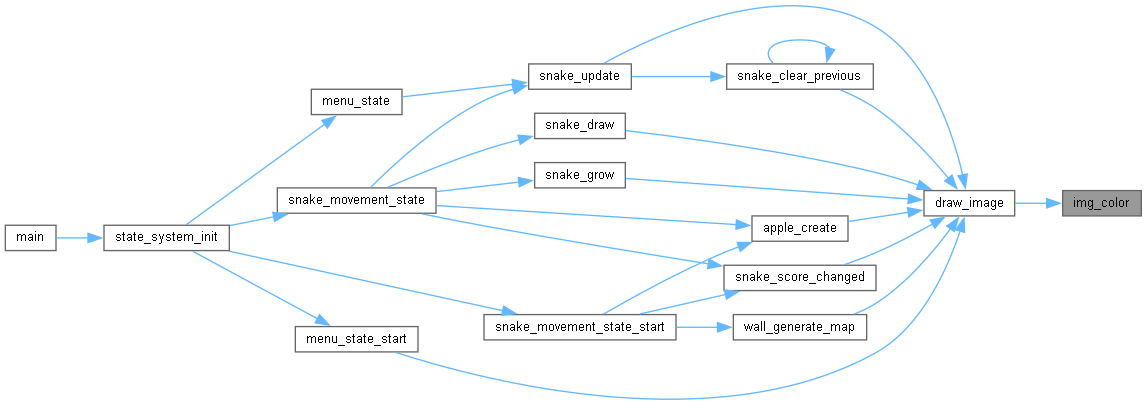 snake_update
snake_clear_previous
menu_state
snake_draw
snake_grow
snake_movement_state
draw_image
img_color
apple_create
main
state_system_init
snake_score_changed
snake_movement_state_start
wall_generate_map
menu_state_start